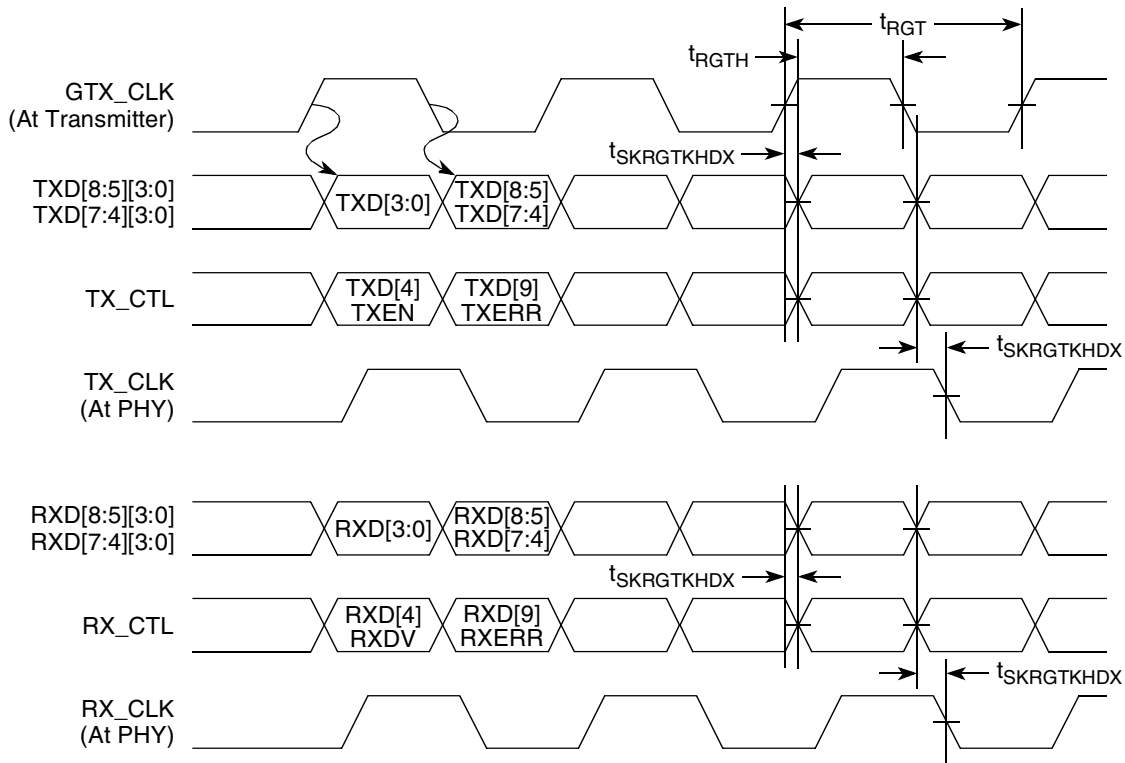 tRGT
tRGTH
GTX_CLK
(At Transmitter)
tSKRGTKHDX
TXD[8:5][3:0]
TXD[7:4][3:0]
TXD[3:0]
TXD[8:5]
TXD[7:4]
TX_CTL
TXD[4]
TXEN
TXD[9]
TXERR
tSKRGTKHDX
TX_CLK
(At PHY)
RXD[8:5][3:0]
RXD[7:4][3:0]
RXD[3:0]
RXD[8:5]
RXD[7:4]
tSKRGTKHDX
RX_CTL
RXD[4]
RXDV
RXD[9]
RXERR
tSKRGTKHDX
RX_CLK
(At PHY)